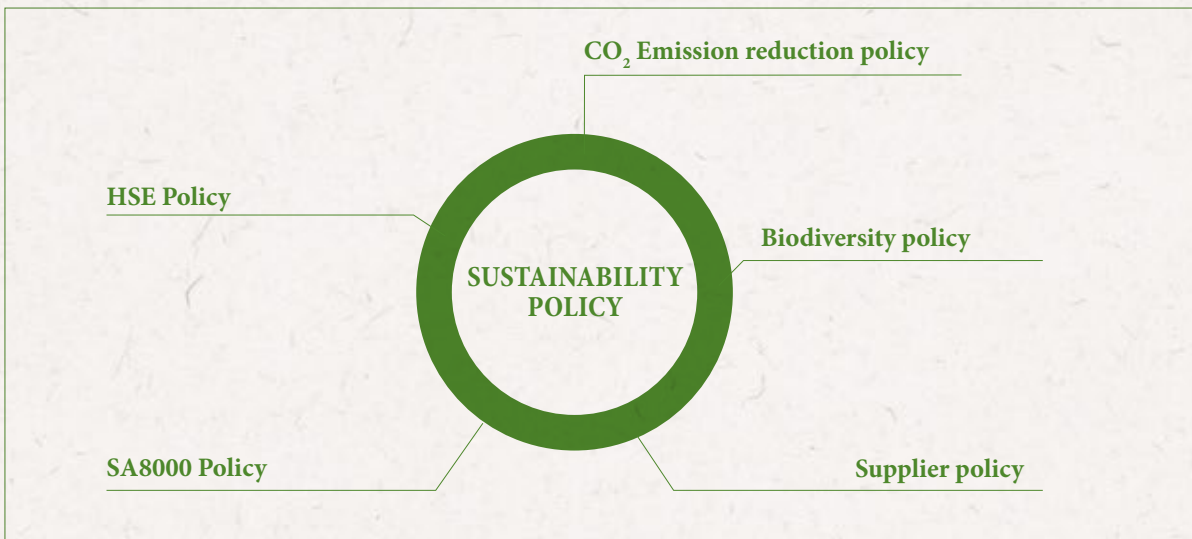 CO₂ Emission reduction policy
HSE Policy
Biodiversity policy
SUSTAINABILITY
POLICY
SA8000 Policy
Supplier policy